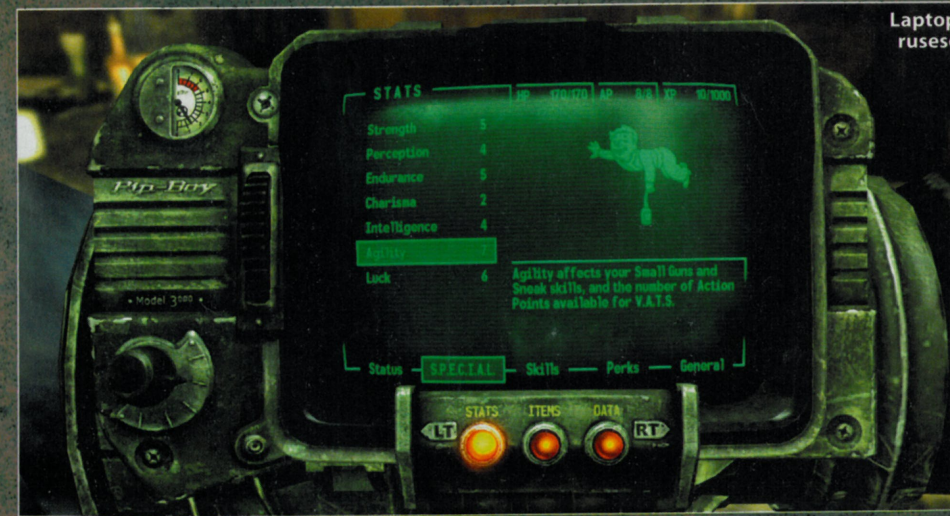 Laptop
STATS HP 170/170 AP 8/8 XP 10/1000
Strength 5
Perception 4
Endurance 5
Charisma 2
Intelligence 4
Agility 7
Luck 6
Agility affects your Small Guns and
Sneak skills, and the number of Action
Points available for V.A.T.S.
Status SPECIAL Skills Perks General
Pip-Boy
Model 3000
STATS ITEMS DATA
LT RT